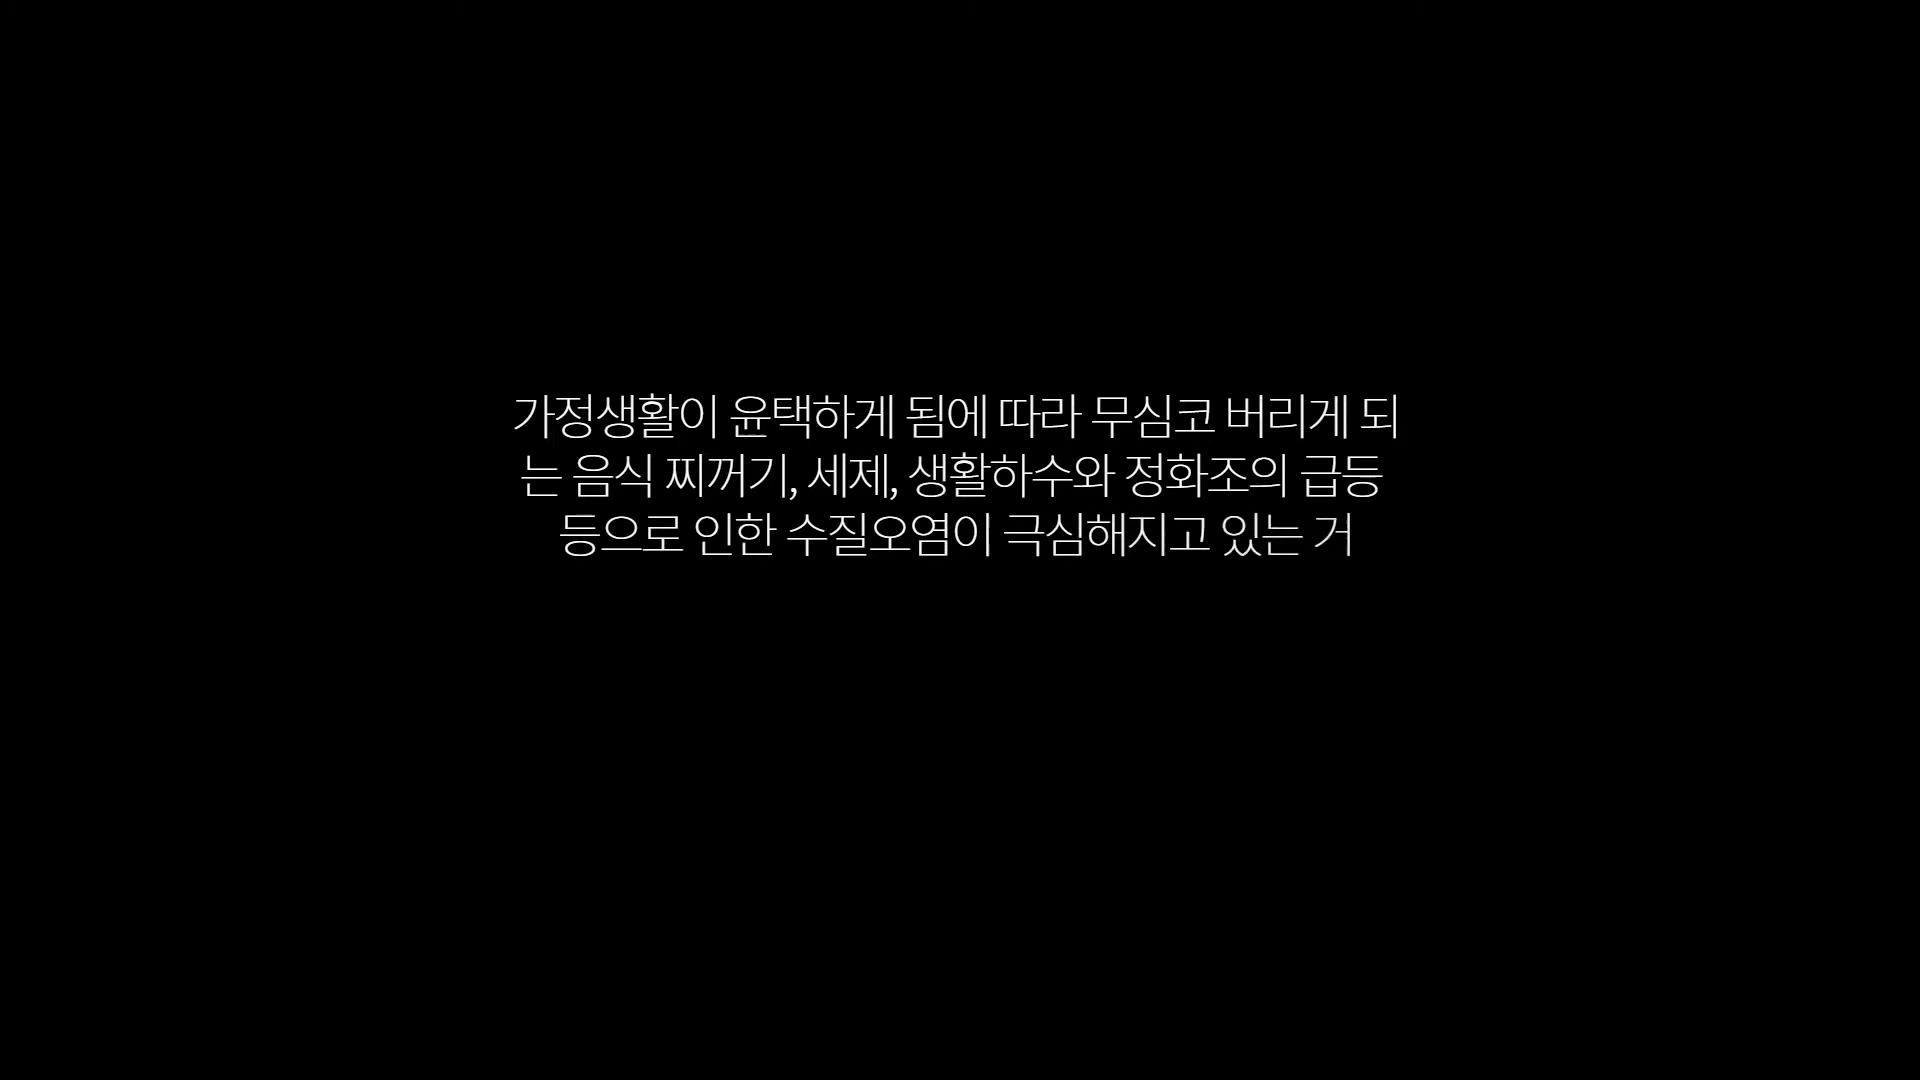 가정생활이 윤택하게 됨에 따라 무심코 버리게 되
는 음식 찌꺼기, 세제, 생활하수와 정화조의 급등
등으로 인한 수질오염이 극심해지고 있는 거